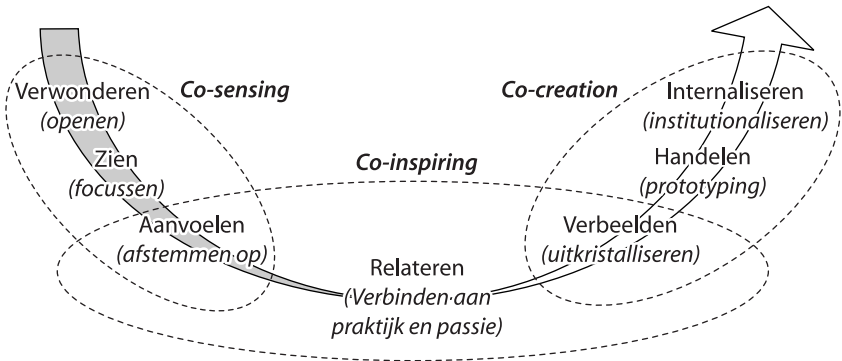 Verwonderen
(openen)
Co-sensing
Zien
(focussen)
Aanvoelen
(afstemmen op)
Co-inspiring
Relateren
(Verbinden aan
praktijk en passie)
Co-creation
Verbeelden
(uitkristalliseren)
Handelen
(prototyping)
Internaliseren
(institutionaliseren)